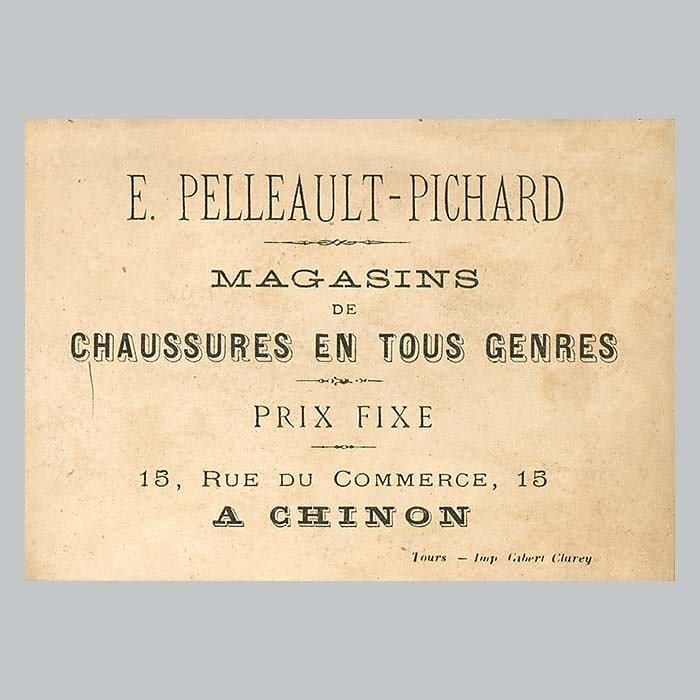 E. PELLEAULT-PICHARD
MAGASINS
DE
CHAUSSURES EN TOUS GENRES
PRIX FIXE
15, RUE DU COMMERCE, 15
A CHINON
Tours — Imp Gibert Clarey